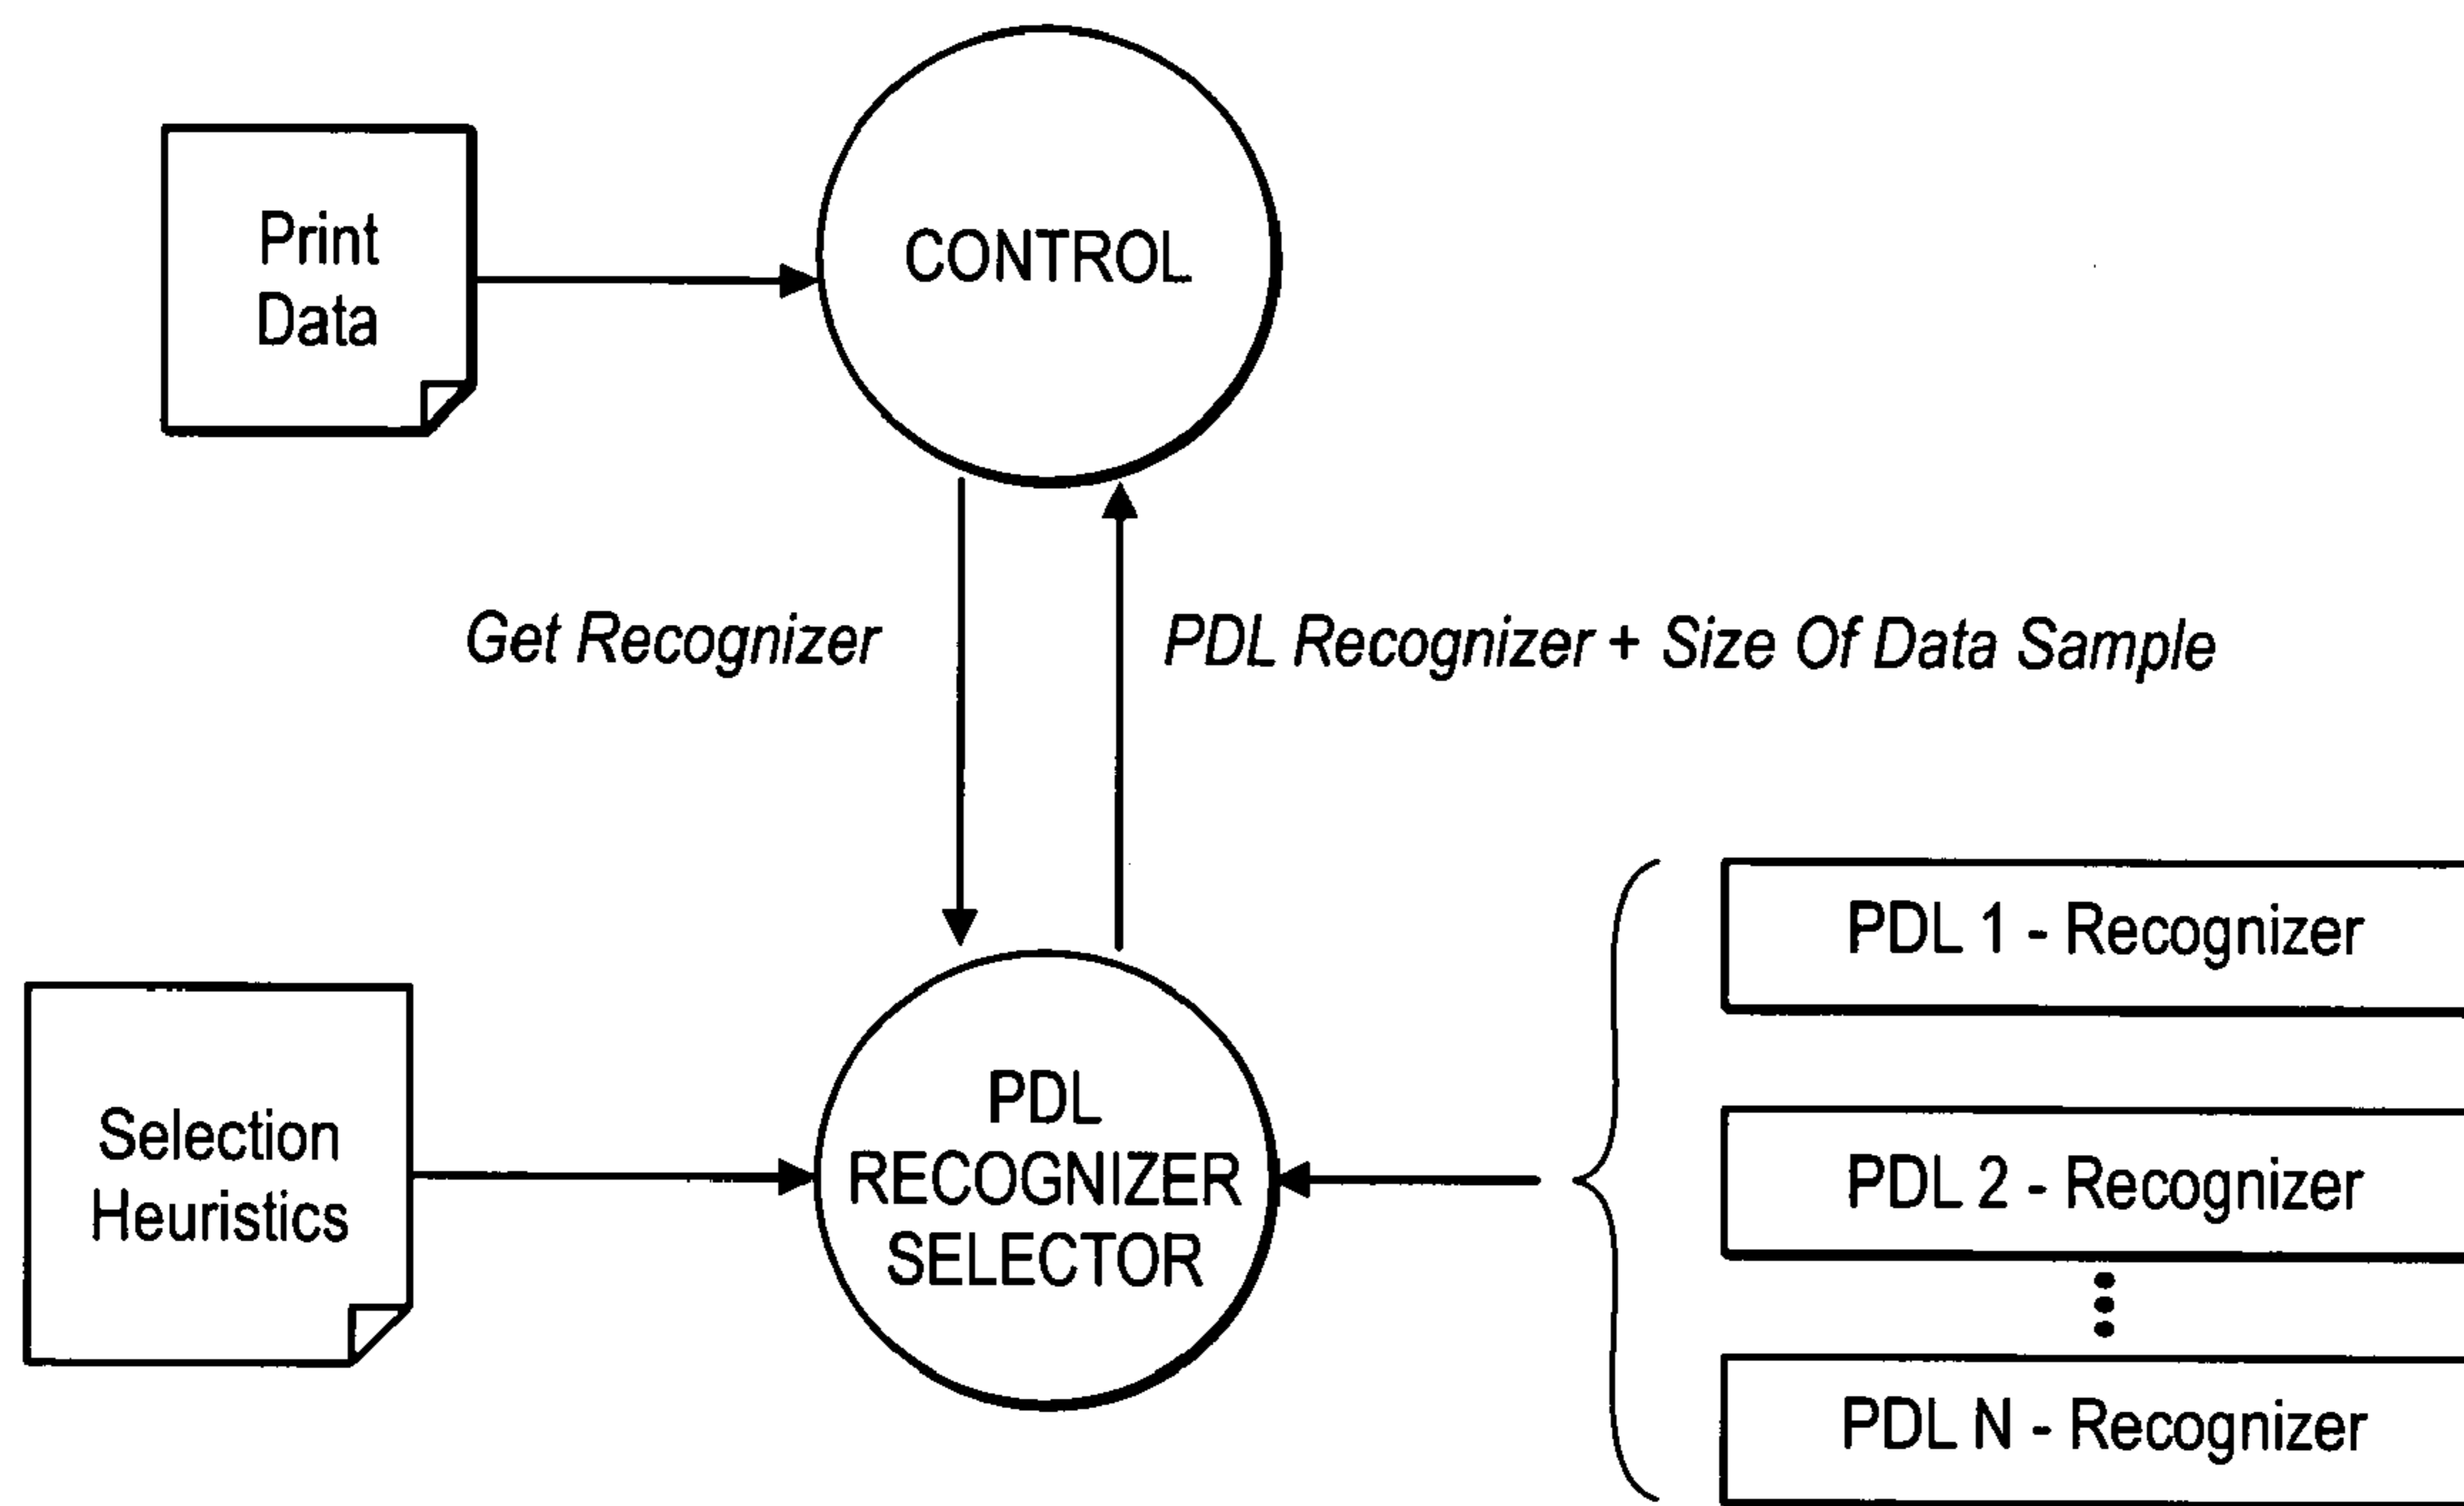 Print
Data
CONTROL
Get Recognizer
PDL Recognizer + Size Of Data Sample
Selection
Heuristics
PDL
RECOGNIZER
SELECTOR
PDL 1 - Recognizer
PDL 2 - Recognizer
PDL N - Recognizer